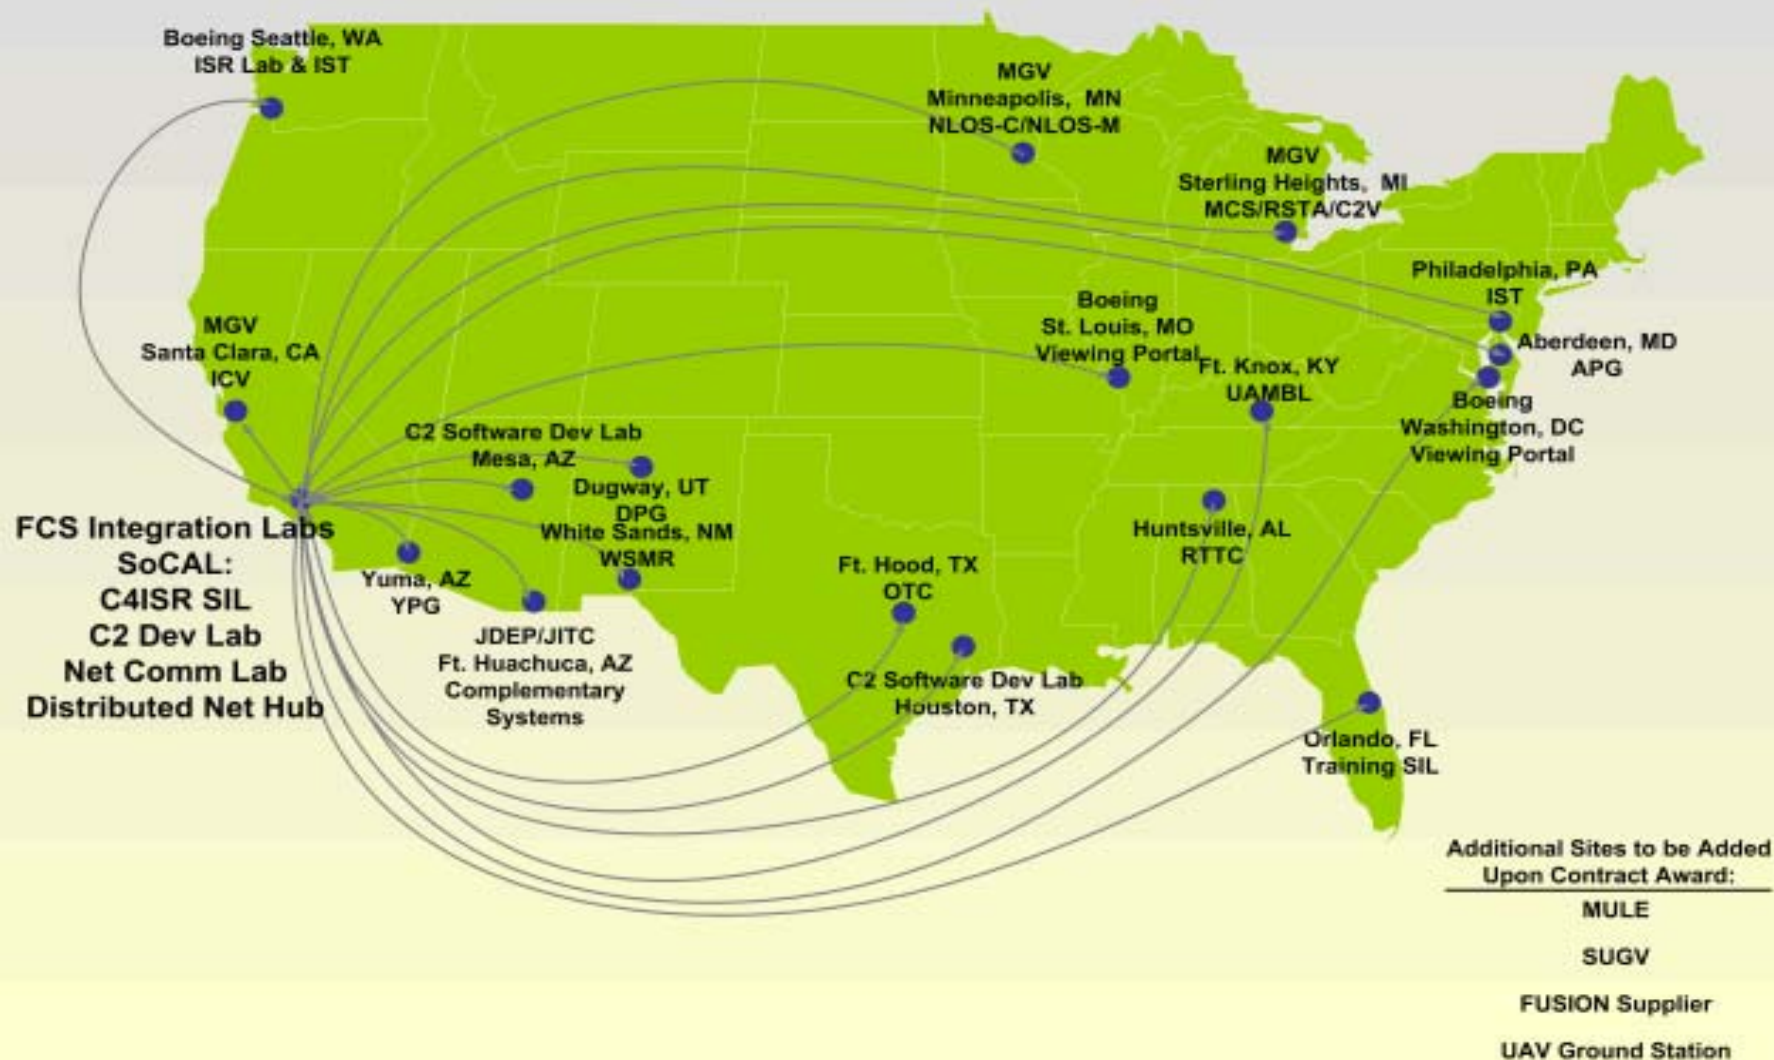 Boeing Seattle, WA
ISR Lab & IST
MGV
Minneapolis, MN
NLOS-C/NLOS-M
MGV
Sterling Heights, MI
MCS/RSTA/C2V
Philadelphia, PA
IST
Aberdeen, MD
APG
Boeing
Washington, DC
Viewing Portal
Boeing
St. Louis, MO
Viewing Portal
Ft. Knox, KY
UAMBL
MGV
Santa Clara, CA
ICV
C2 Software Dev Lab
Mesa, AZ
Dugway, UT
DPG
White Sands, NM
WSMR
Huntsville, AL
RTTC
FCS Integration Labs
SoCAL:
C4ISR SIL
C2 Dev Lab
Net Comm Lab
Distributed Net Hub
Yuma, AZ
YPG
JDEP/JITC
Ft. Huachuca, AZ
Complementary
Systems
Ft. Hood, TX
OTC
C2 Software Dev Lab
Houston, TX
Orlando, FL
Training SIL
Additional Sites to be Added
Upon Contract Award:
MULE
SUGV
FUSION Supplier
UAV Ground Station